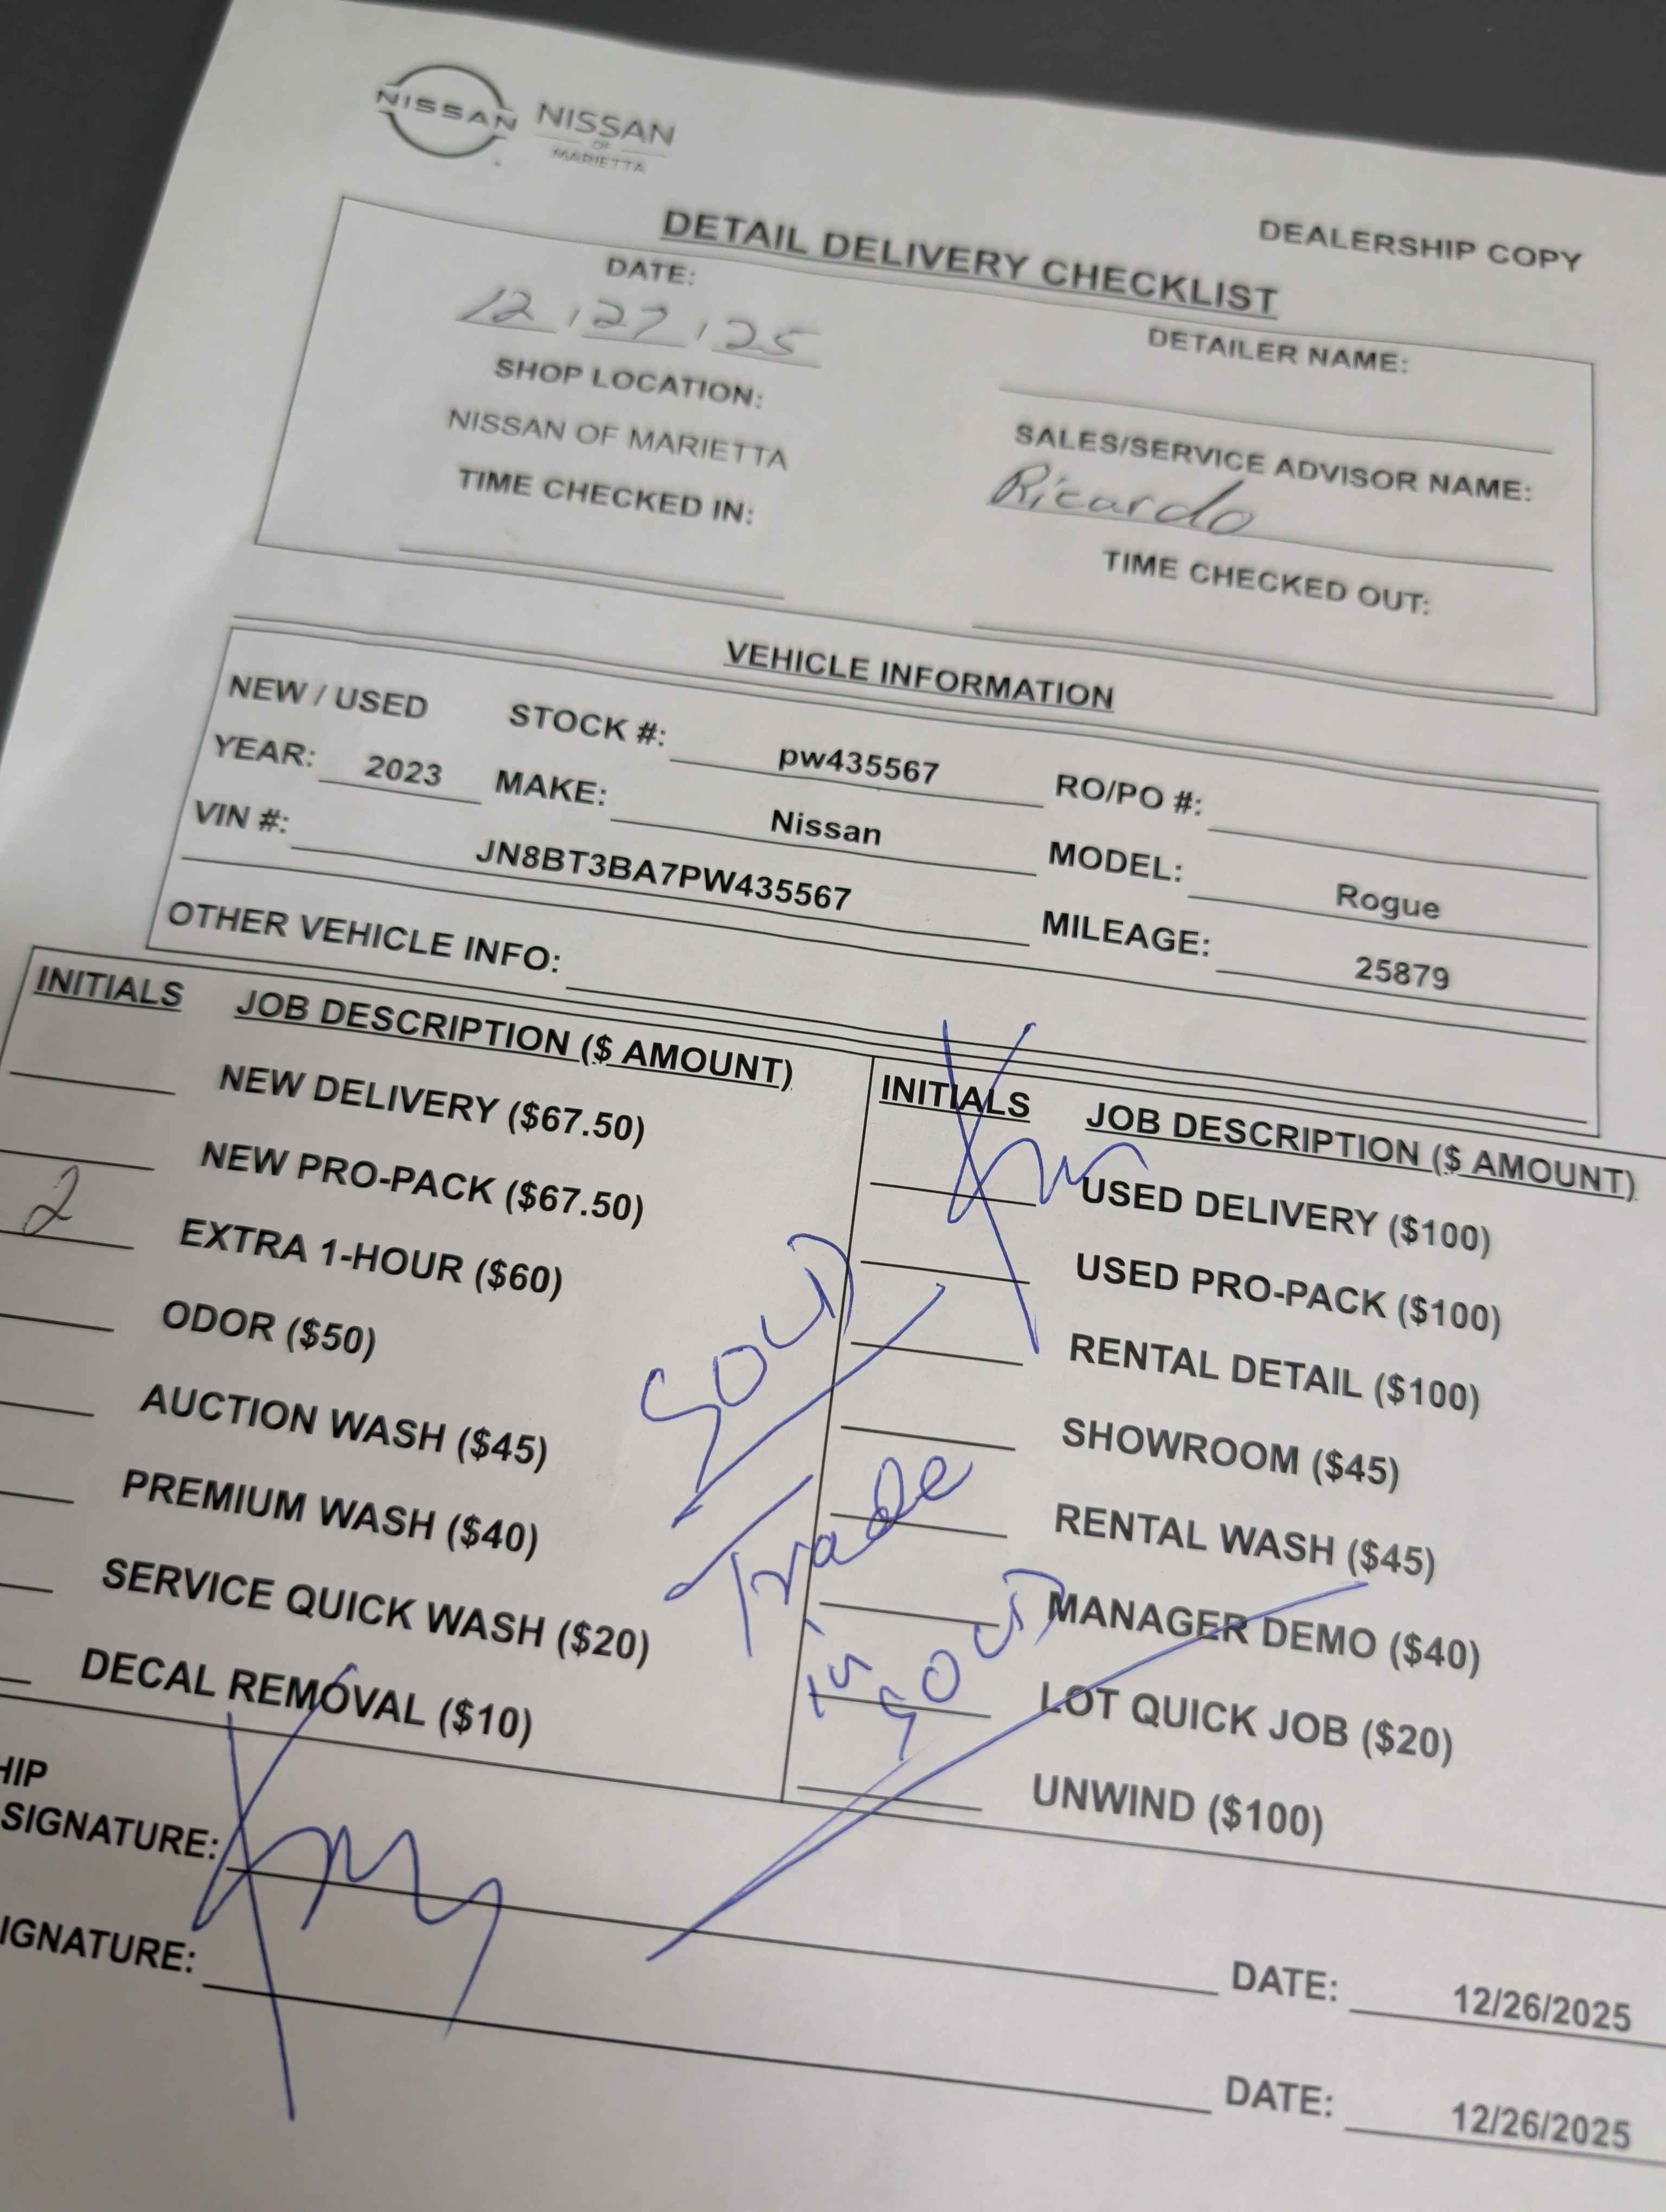 NISSAN NISSAN
OF
MARIETTA
DEALERSHIP COPY
DETAIL DELIVERY CHECKLIST
DATE:
12 / 27 / 25
DETAILER NAME:
SHOP LOCATION:
NISSAN OF MARIETTA
SALES/SERVICE ADVISOR NAME:
Ricardo
TIME CHECKED IN:
TIME CHECKED OUT:
VEHICLE INFORMATION
NEW / USED STOCK #: pw435567 RO/PO #:
YEAR: 2023 MAKE: Nissan MODEL: Rogue
VIN #: JN8BT3BA7PW435567 MILEAGE: 25879
OTHER VEHICLE INFO:
INITIALS JOB DESCRIPTION ($ AMOUNT)
NEW DELIVERY ($67.50)
NEW PRO-PACK ($67.50)
2 EXTRA 1-HOUR ($60)
ODOR ($50)
AUCTION WASH ($45)
PREMIUM WASH ($40)
SERVICE QUICK WASH ($20)
DECAL REMOVAL ($10)
INITIALS JOB DESCRIPTION ($ AMOUNT)
USED DELIVERY ($100)
USED PRO-PACK ($100)
RENTAL DETAIL ($100)
SHOWROOM ($45)
RENTAL WASH ($45)
MANAGER DEMO ($40)
LOT QUICK JOB ($20)
UNWIND ($100)
Trade
HIP
SIGNATURE: DATE: 12/26/2025
IGNATURE: DATE: 12/26/2025